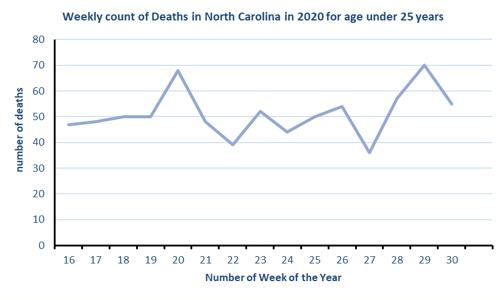 Weekly count of Deaths in North Carolina in 2020 for age under 25 years
80
70
60
50
40
30
20
10
0
number of deaths
16 17 18 19 20 21 22 23 24 25 26 27 28 29 30
Number of Week of the Year